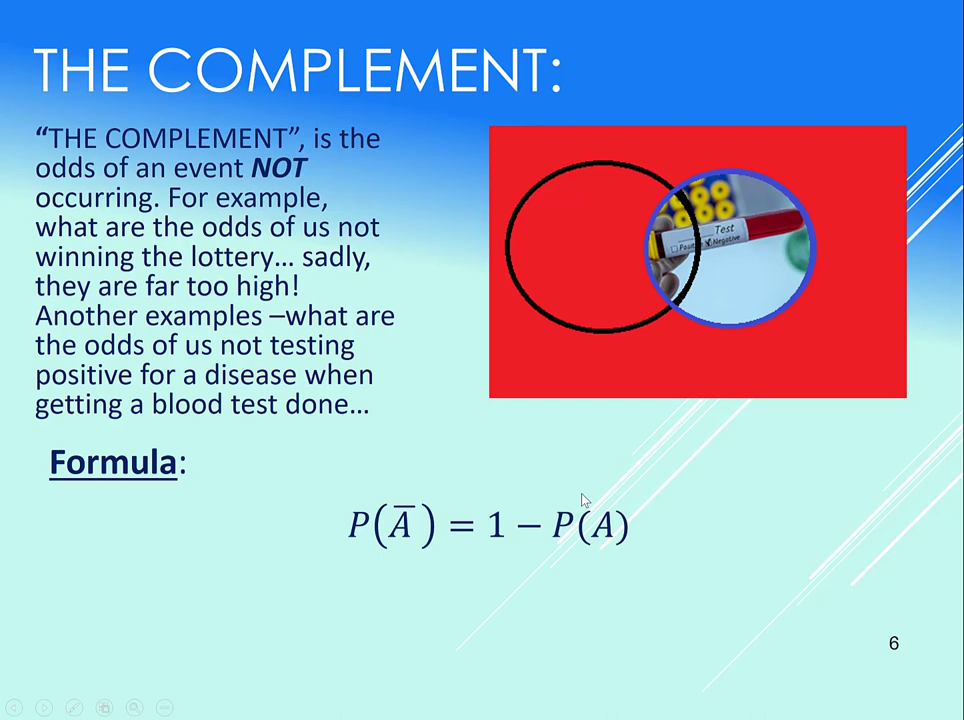 THE COMPLEMENT:
“THE COMPLEMENT”, is the
odds of an event NOT
occurring. For example,
what are the odds of us not
winning the lottery… sadly,
they are far too high!
Another examples –what are
the odds of us not testing
positive for a disease when
getting a blood test done…
Test
Negative
Formula:
P(A̅) = 1 − P(A)
6